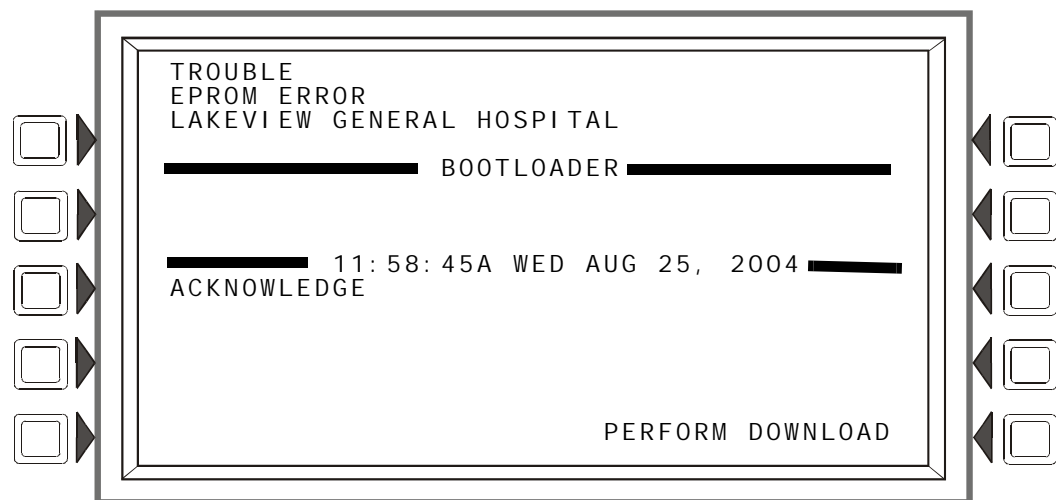 TROUBLE
EPROM ERROR
LAKEVIEW GENERAL HOSPITAL
BOOTLOADER
11:58:45A WED AUG 25, 2004
ACKNOWLEDGE
PERFORM DOWNLOAD